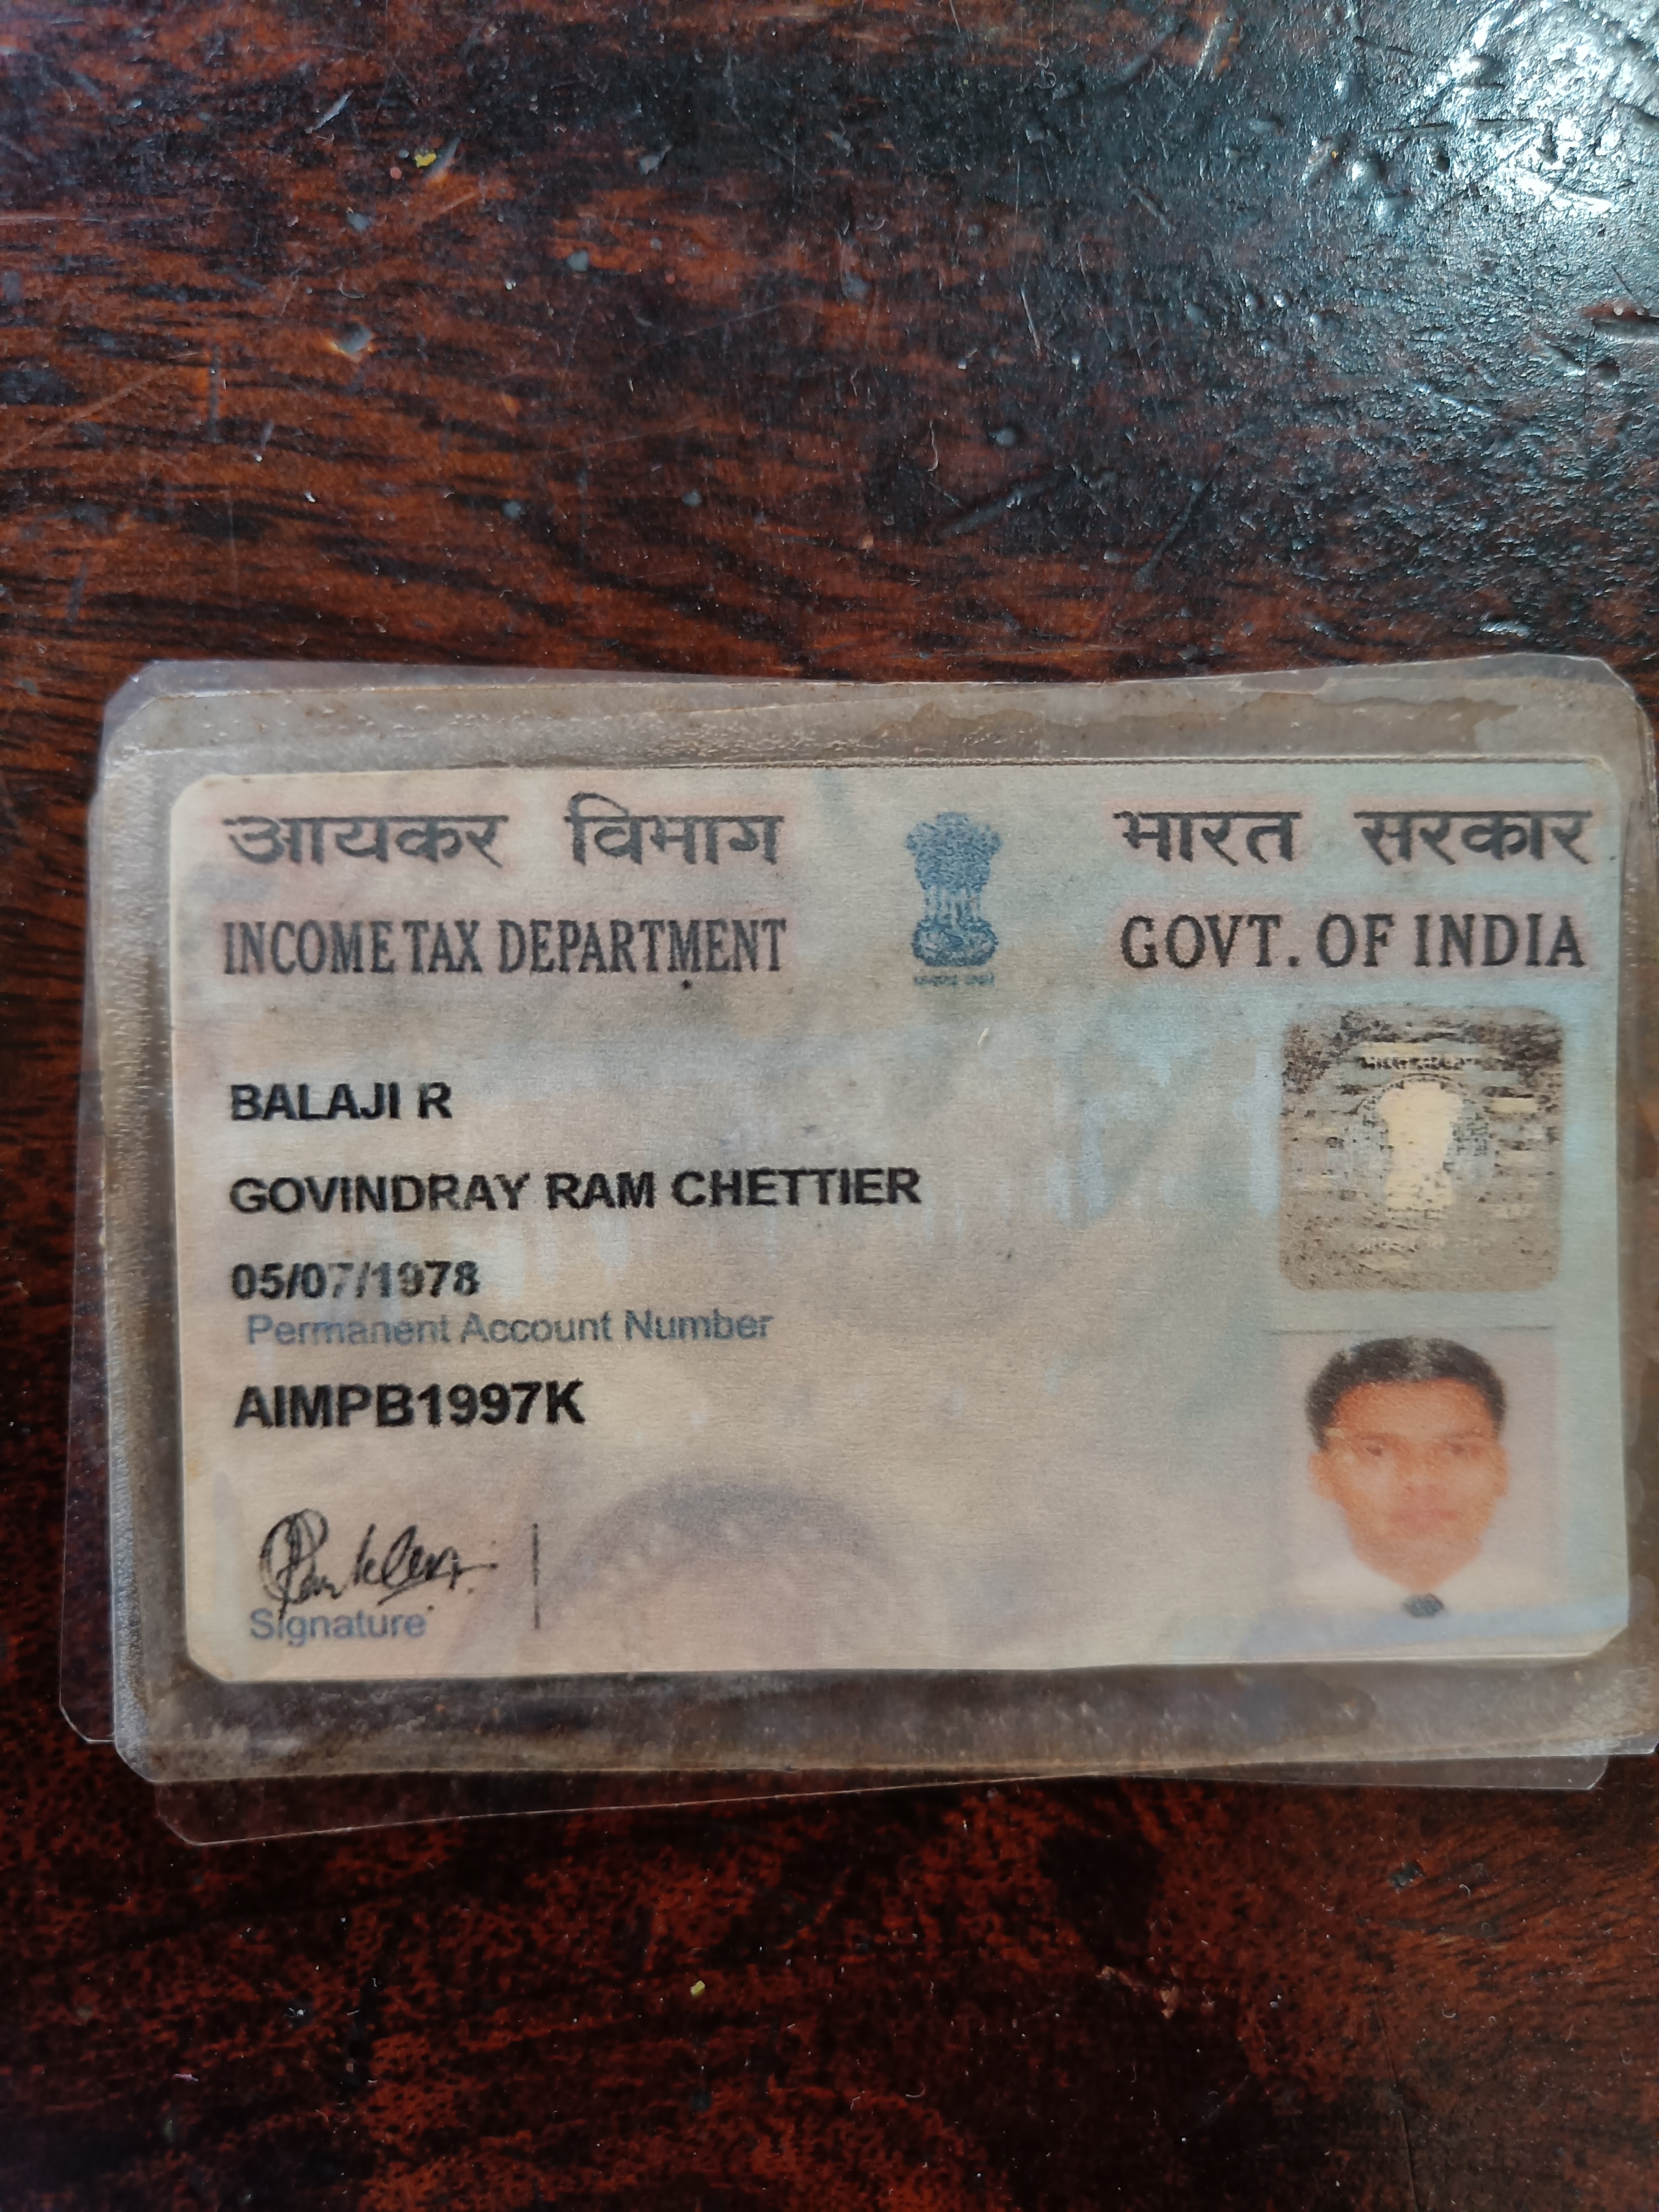 आयकर विभाग
भारत सरकार
INCOME TAX DEPARTMENT
GOVT. OF INDIA
BALAJI R
GOVINDRAY RAM CHETTIER
05/07/1978
Permanent Account Number
AIMPB1997K
Signature